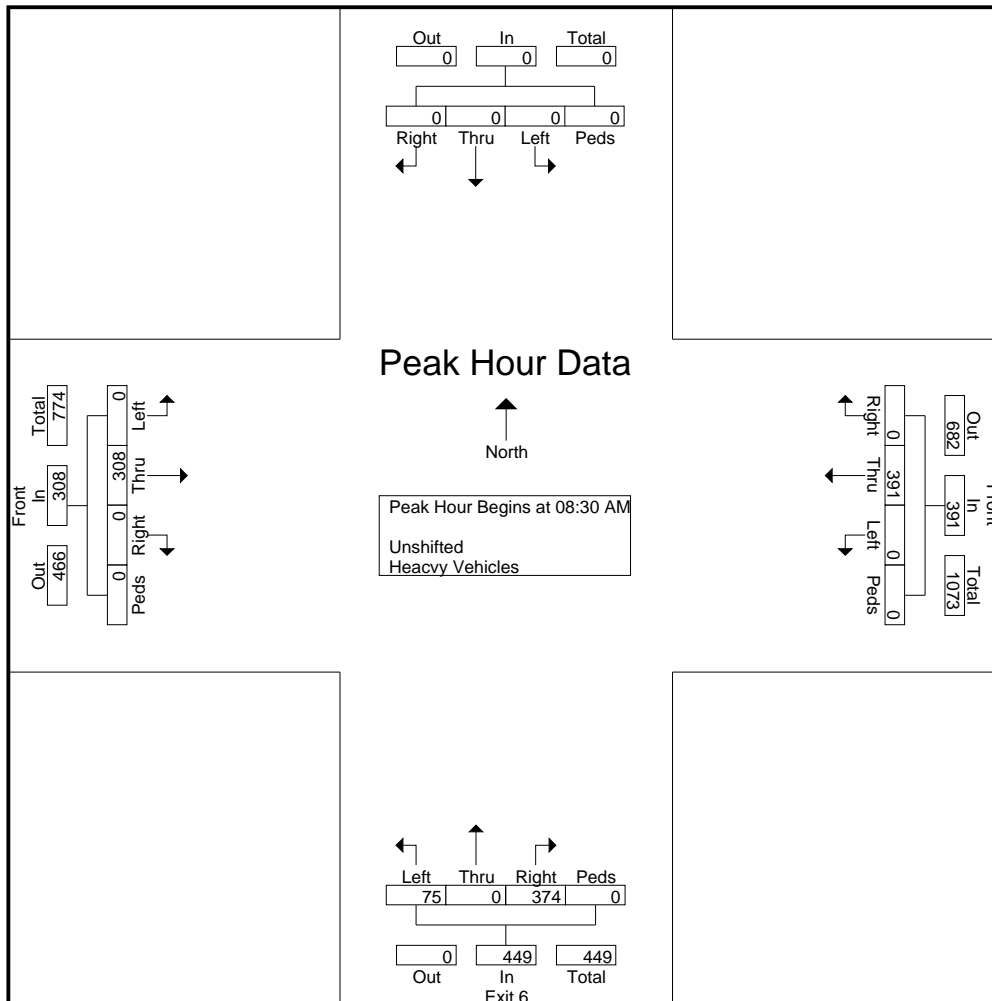 Out In Total
0 0 0
0 0 0 0
Right Thru Left Peds
Peak Hour Data
North
Peak Hour Begins at 08:30 AM
Unshifted
Heacvy Vehicles
Front
Total In Out
774 308 466
0 308 0 0
Left Thru Right Peds
Front
Out In Total
682 391 1073
0 391 0 0
Right Thru Left Peds
Left Thru Right Peds
75 0 374 0
0 449 449
Out In Total
Exit 6